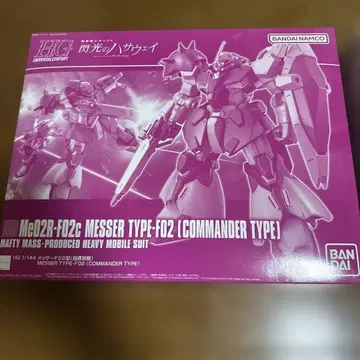 HG
UNIVERSAL CENTURY
機動戦士ガンダム
閃光のハサウェイ
BANDAI NAMCO
Me02R-F02c MESSER TYPE-F02 (COMMANDER TYPE)
MAFTY MASS-PRODUCED HEAVY MOBILE SUIT
HG 1/144 メッサーF02型(指揮官機)
MESSER TYPE-F02 (COMMANDER TYPE)
BAN
DAI